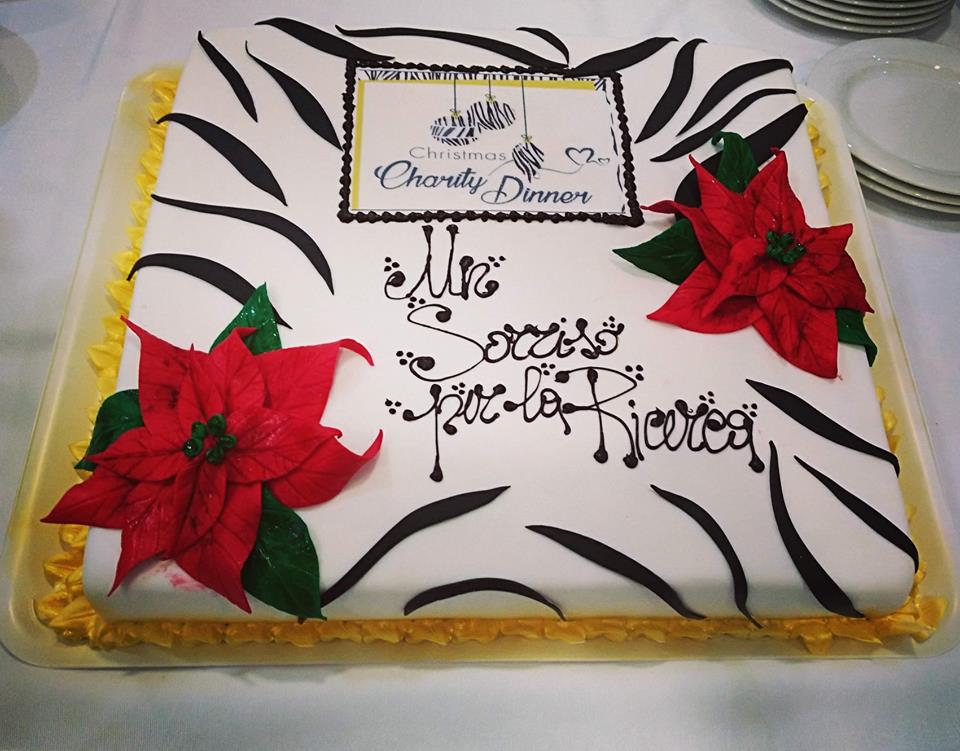 Christmas
Charity Dinner
Un
Sorriso
per la Ricerca